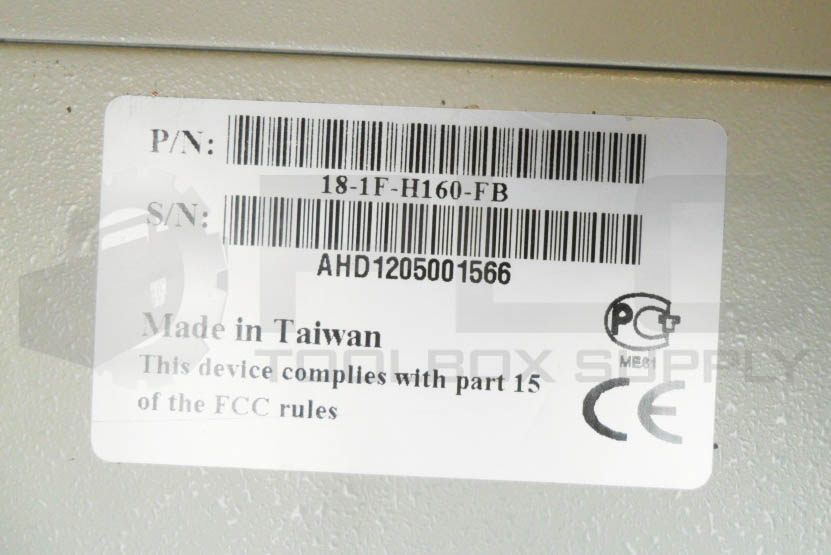 P/N:
18-1F-H160-FB
S/N:
AHD1205001566
Made in Taiwan
This device complies with part 15
of the FCC rules
PCT
ME61
CE
TOOLBOX SUPPLY